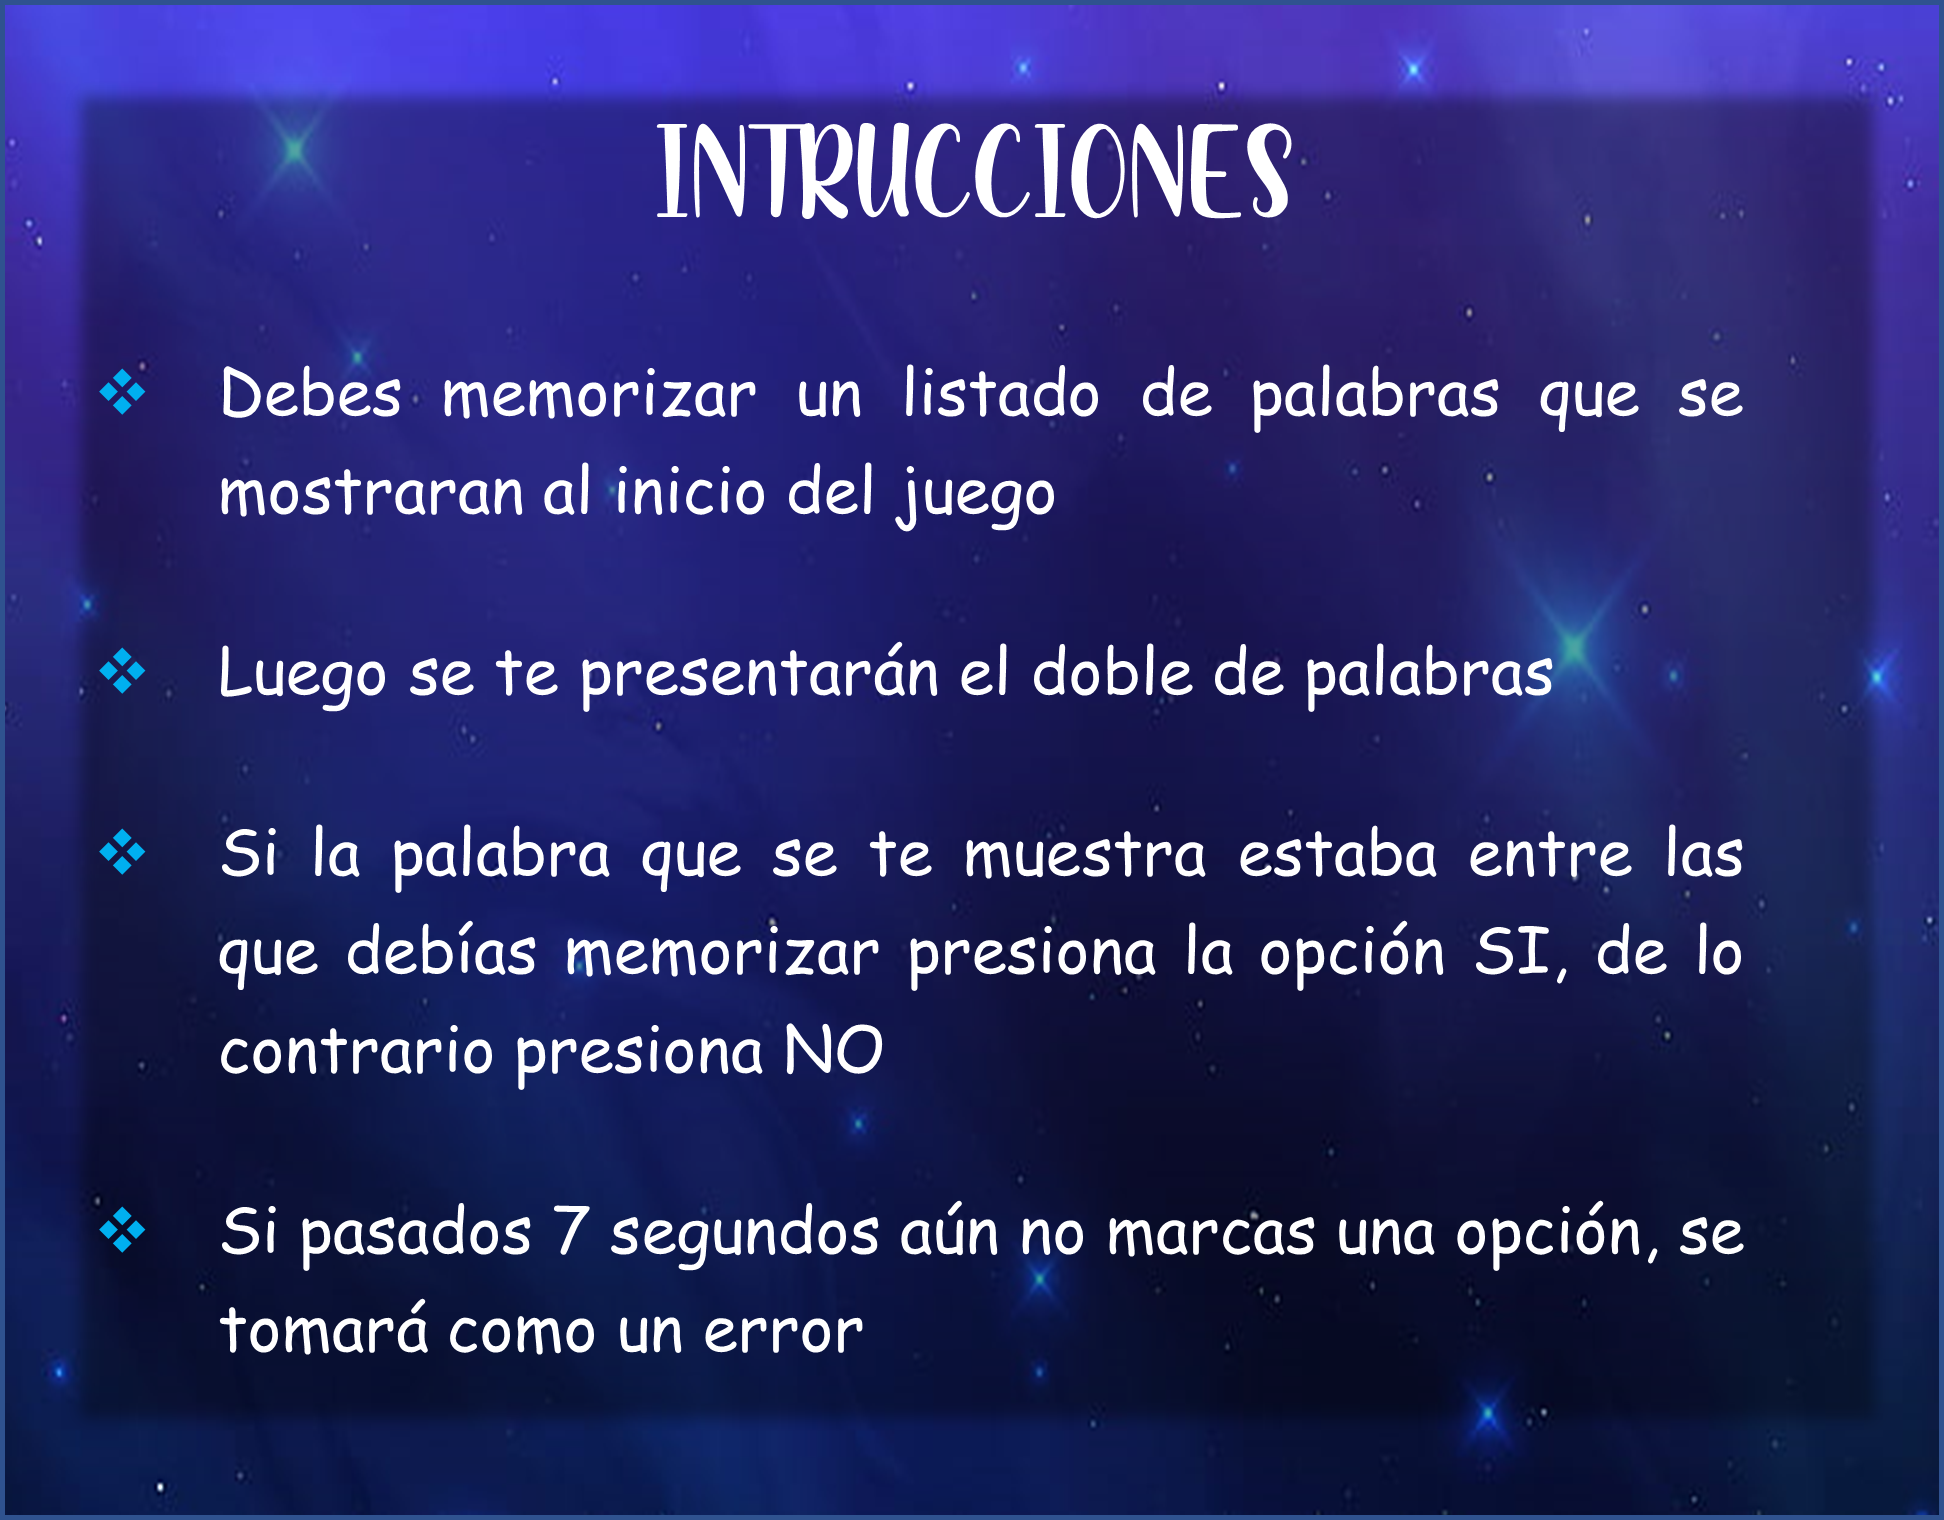 INTRUCCIONES
Debes memorizar un listado de palabras que se
mostraran al inicio del juego
Luego se te presentarán el doble de palabras
Si la palabra que se te muestra estaba entre las
que debías memorizar presiona la opción SI, de lo
contrario presiona NO
Si pasados 7 segundos aún no marcas una opción, se
tomará como un error